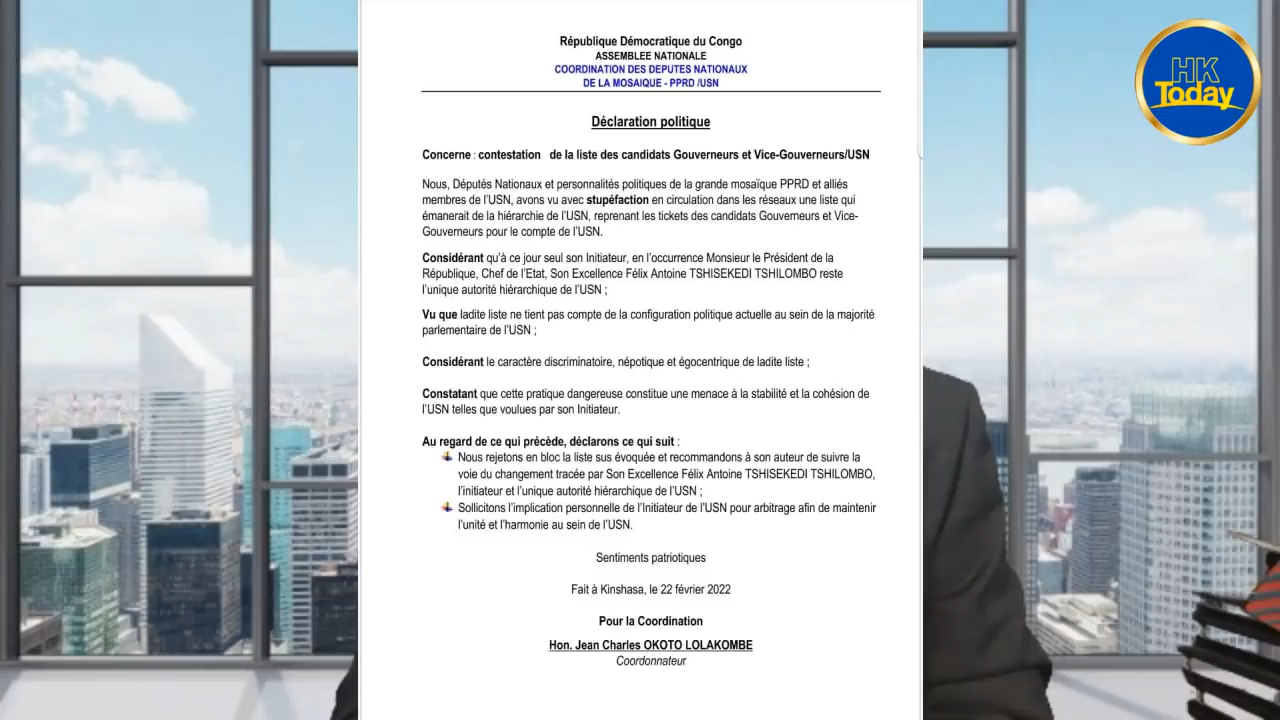 République Démocratique du Congo
ASSEMBLEE NATIONALE
COORDINATION DES DEPUTES NATIONAUX
DE LA MOSAIQUE - PPRD /USN
Déclaration politique
Concerne : contestation de la liste des candidats Gouverneurs et Vice-Gouverneurs/USN
Nous, Députés Nationaux et personnalités politiques de la grande mosaïque PPRD et alliés
membres de l'USN, avons vu avec stupéfaction en circulation dans les réseaux une liste qui
émanerait de la hiérarchie de l'USN, reprenant les tickets des candidats Gouverneurs et Vice-
Gouverneurs pour le compte de l'USN.
Considérant qu'à ce jour seul son Initiateur, en l'occurrence Monsieur le Président de la
République, Chef de l'Etat, Son Excellence Félix Antoine TSHISEKEDI TSHILOMBO reste
l'unique autorité hiérarchique de l'USN ;
Vu que ladite liste ne tient pas compte de la configuration politique actuelle au sein de la majorité
parlementaire de l'USN ;
Considérant le caractère discriminatoire, népotique et égocentrique de ladite liste ;
Constatant que cette pratique dangereuse constitue une menace à la stabilité et la cohésion de
l'USN telles que voulues par son Initiateur.
Au regard de ce qui précède, déclarons ce qui suit :
Nous rejetons en bloc la liste sus évoquée et recommandons à son auteur de suivre la
voie du changement tracée par Son Excellence Félix Antoine TSHISEKEDI TSHILOMBO,
l'initiateur et l'unique autorité hiérarchique de l'USN ;
Sollicitons l'implication personnelle de l'Initiateur de l'USN pour arbitrage afin de maintenir
l'unité et l'harmonie au sein de l'USN.
Sentiments patriotiques
Fait à Kinshasa, le 22 février 2022
Pour la Coordination
Hon. Jean Charles OKOTO LOLAKOMBE
Coordonnateur
HK
Today